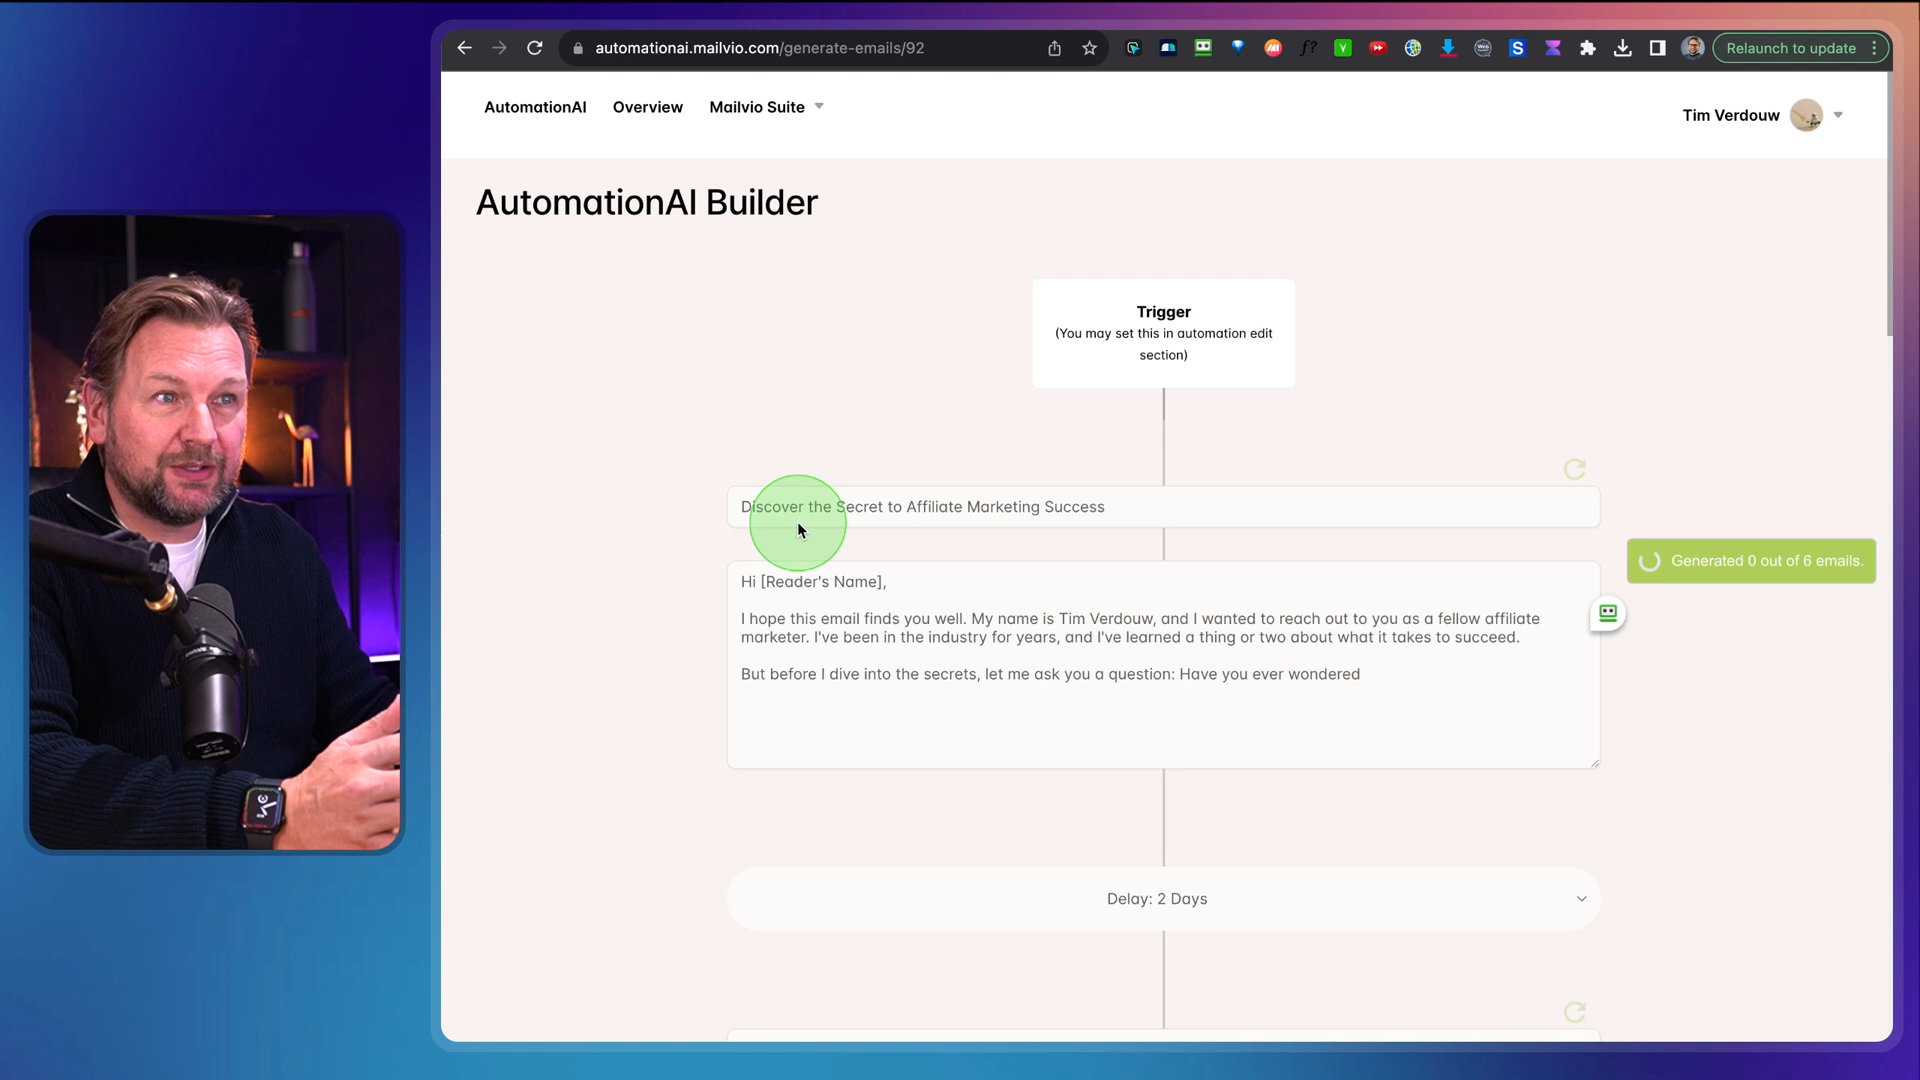 automationai.mailvio.com/generate-emails/92
Relaunch to update
AutomationAI
Overview
Mailvio Suite
Tim Verdouw
AutomationAI Builder
Trigger
(You may set this in automation edit
section)
Discover the Secret to Affiliate Marketing Success
Generated 0 out of 6 emails.
Hi [Reader's Name],
I hope this email finds you well. My name is Tim Verdouw, and I wanted to reach out to you as a fellow affiliate
marketer. I've been in the industry for years, and I've learned a thing or two about what it takes to succeed.
But before I dive into the secrets, let me ask you a question: Have you ever wondered
Delay: 2 Days